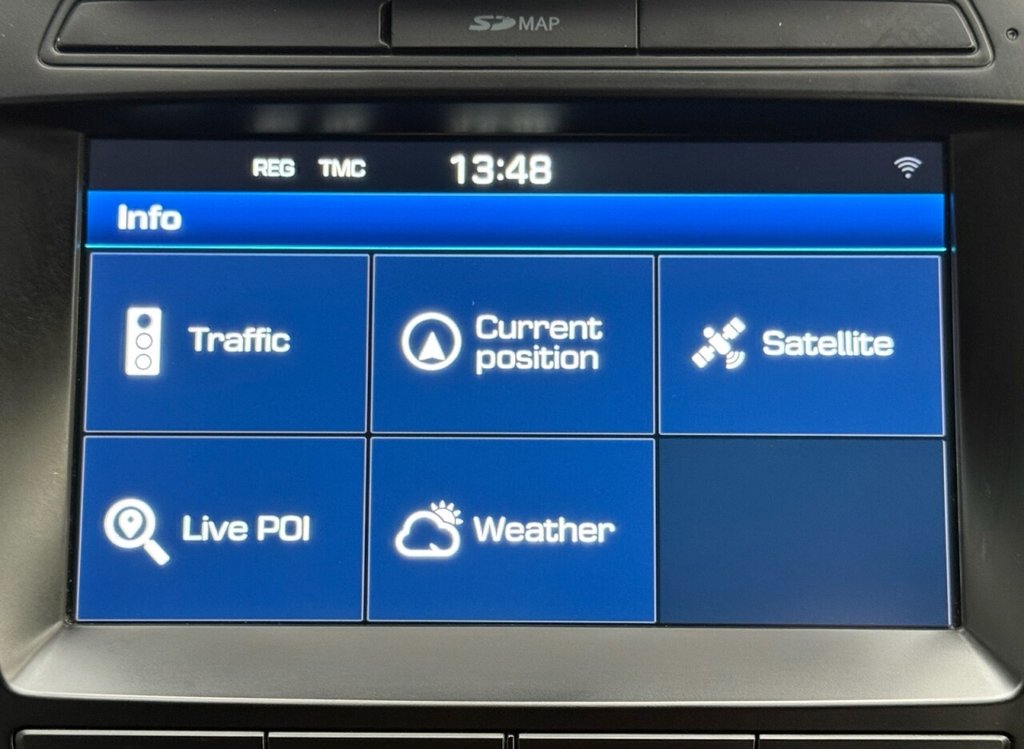 SD MAP
REG TMC 13:48
Info
Traffic
Current
position
Satellite
Live POI
Weather